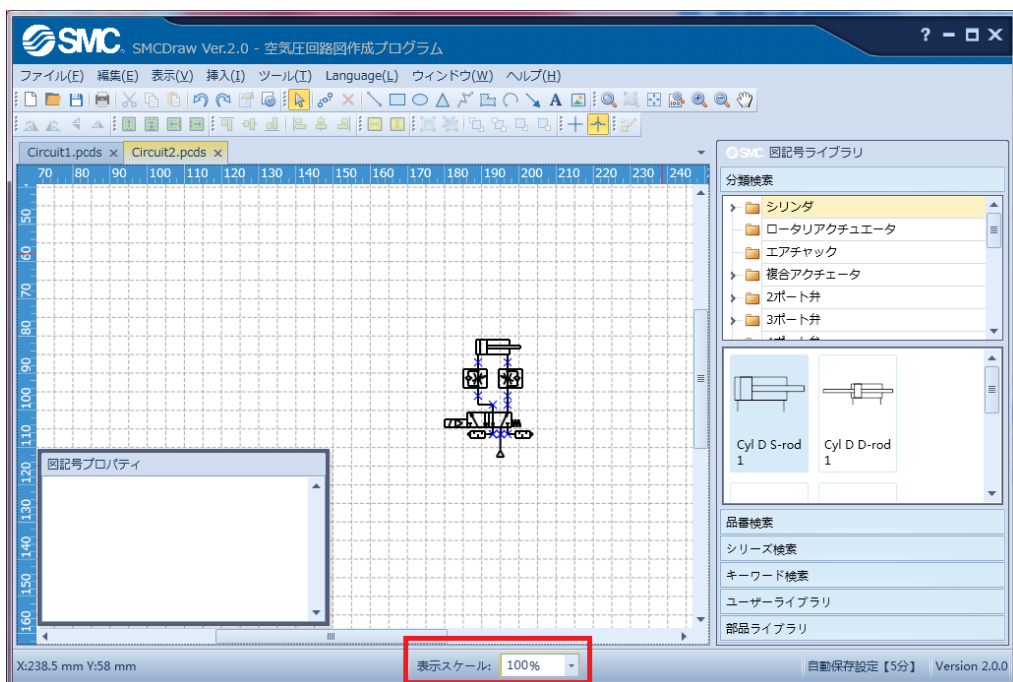 SMC. SMCDraw Ver.2.0 - 空気圧回路図作成プログラム
ファイル(F) 編集(E) 表示(V) 挿入(I) ツール(T) Language(L) ウィンドウ(W) ヘルプ(H)
Circuit1.pcds × Circuit2.pcds ×
70 80 90 100 110 120 130 140 150 160 170 180 190 200 210 220 230 240
50
60
70
80
90
100
110
120
130
140
150
160
図記号プロパティ
SMC 図記号ライブラリ
分類検索
シリンダ
ロータリアクチュエータ
エアチャック
複合アクチェータ
2ポート弁
3ポート弁
Cyl D S-rod
1
Cyl D D-rod
1
品番検索
シリーズ検索
キーワード検索
ユーザーライブラリ
部品ライブラリ
X:238.5 mm Y:58 mm
表示スケール: 100%
自動保存設定【5分】 Version 2.0.0